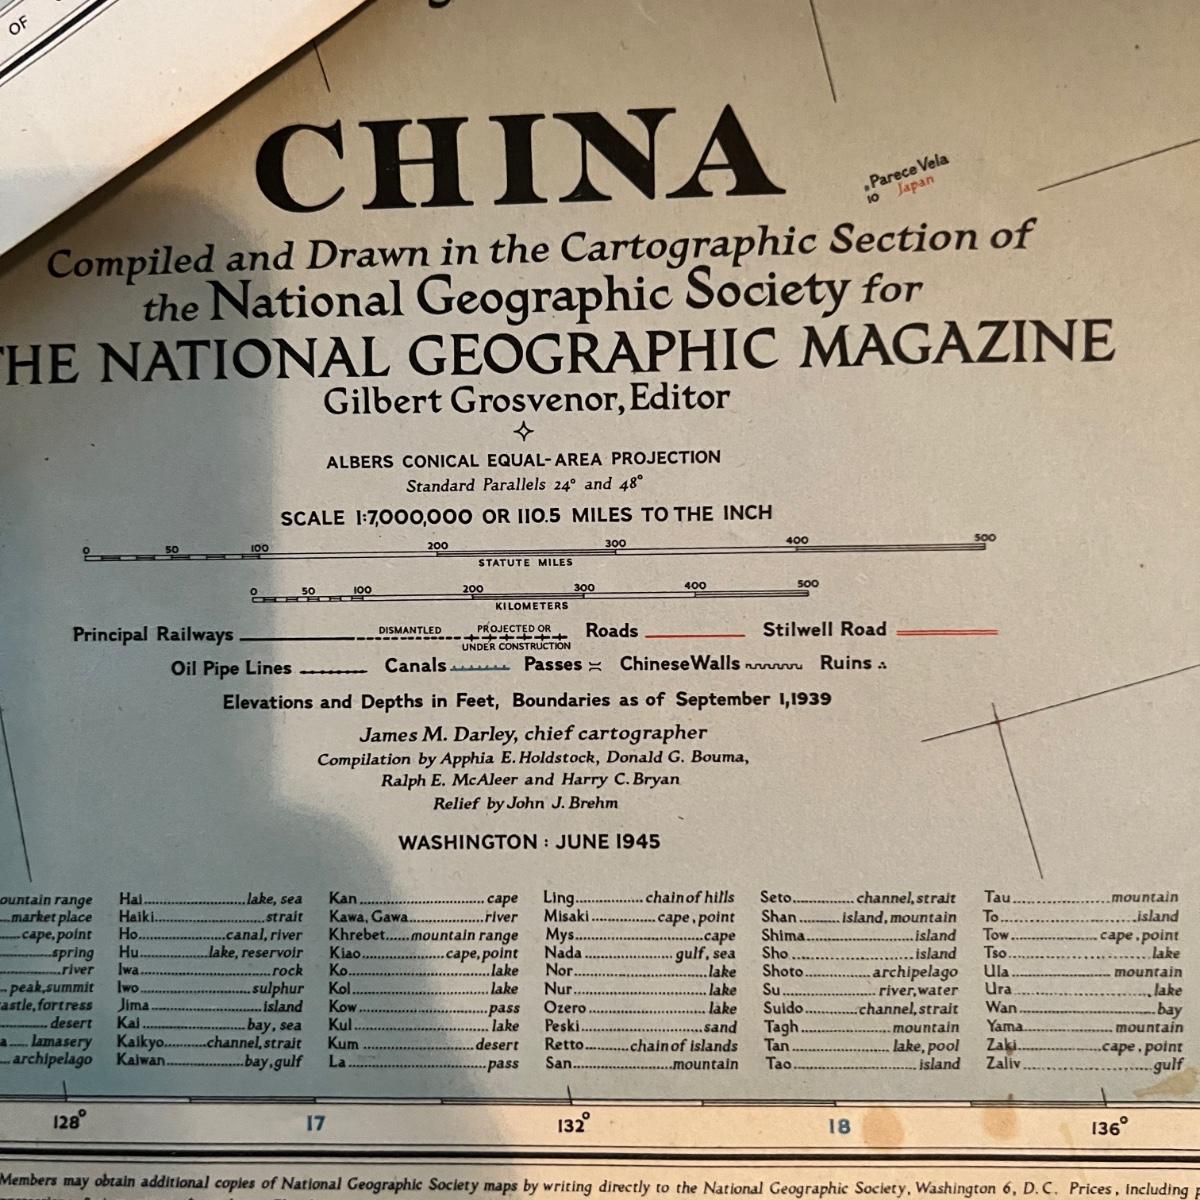 OF
CHINA
Parece Vela
10 Japan
Compiled and Drawn in the Cartographic Section of
the National Geographic Society for
THE NATIONAL GEOGRAPHIC MAGAZINE
Gilbert Grosvenor, Editor
ALBERS CONICAL EQUAL-AREA PROJECTION
Standard Parallels 24° and 48°
SCALE 1:7,000,000 OR 110.5 MILES TO THE INCH
0 50 100 200 300 400 500
STATUTE MILES
0 50 100 200 300 400 500
KILOMETERS
Principal Railways DISMANTLED PROJECTED OR UNDER CONSTRUCTION Roads Stilwell Road
Oil Pipe Lines Canals Passes Chinese Walls Ruins
Elevations and Depths in Feet, Boundaries as of September 1, 1939
James M. Darley, chief cartographer
Compilation by Apphia E. Holdstock, Donald G. Bouma,
Ralph E. McAleer and Harry C. Bryan
Relief by John J. Brehm
WASHINGTON : JUNE 1945
ountain range
market place
cape, point
spring
river
peak, summit
astle, fortress
desert
a lamasery
archipelago
Hai lake, sea
Haiki strait
Ho canal, river
Hu lake, reservoir
Iwa rock
Iwo sulphur
Jima island
Kai bay, sea
Kaikyo channel, strait
Kaiwan bay, gulf
Kan cape
Kawa, Gawa river
Khrebet mountain range
Kiao cape, point
Ko lake
Kol lake
Kow pass
Kul lake
Kum desert
La pass
Ling chain of hills
Misaki cape, point
Mys cape
Nada gulf, sea
Nor lake
Nur lake
Ozero lake
Peski sand
Retto chain of islands
San mountain
Seto channel, strait
Shan island, mountain
Shima island
Sho island
Shoto archipelago
Su river, water
Suido channel, strait
Tagh mountain
Tan lake, pool
Tao island
Tau mountain
To island
Tow cape, point
Tso lake
Ula mountain
Ura lake
Wan bay
Yama mountain
Zaki cape, point
Zaliv gulf
128° 17 132° 18 136°
Members may obtain additional copies of National Geographic Society maps by writing directly to the National Geographic Society, Washington 6, D. C. Prices, including